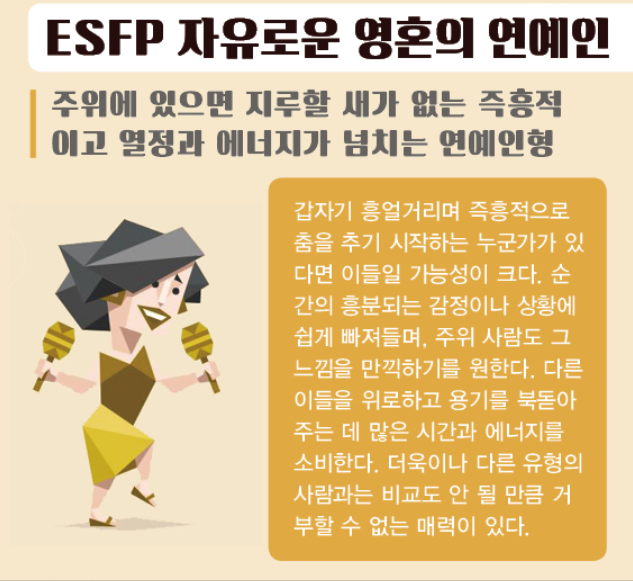 ESFP 자유로운 영혼의 연예인
주위에 있으면 지루할 새가 없는 즉흥적
이고 열정과 에너지가 넘치는 연예인형
갑자기 흥얼거리며 즉흥적으로
춤을 추기 시작하는 누군가가 있
다면 이들일 가능성이 크다. 순
간의 흥분되는 감정이나 상황에
쉽게 빠져들며, 주위 사람도 그
느낌을 만끽하기를 원한다. 다른
이들을 위로하고 용기를 북돋아
주는 데 많은 시간과 에너지를
소비한다. 더욱이나 다른 유형의
사람과는 비교도 안 될 만큼 거
부할 수 없는 매력이 있다.